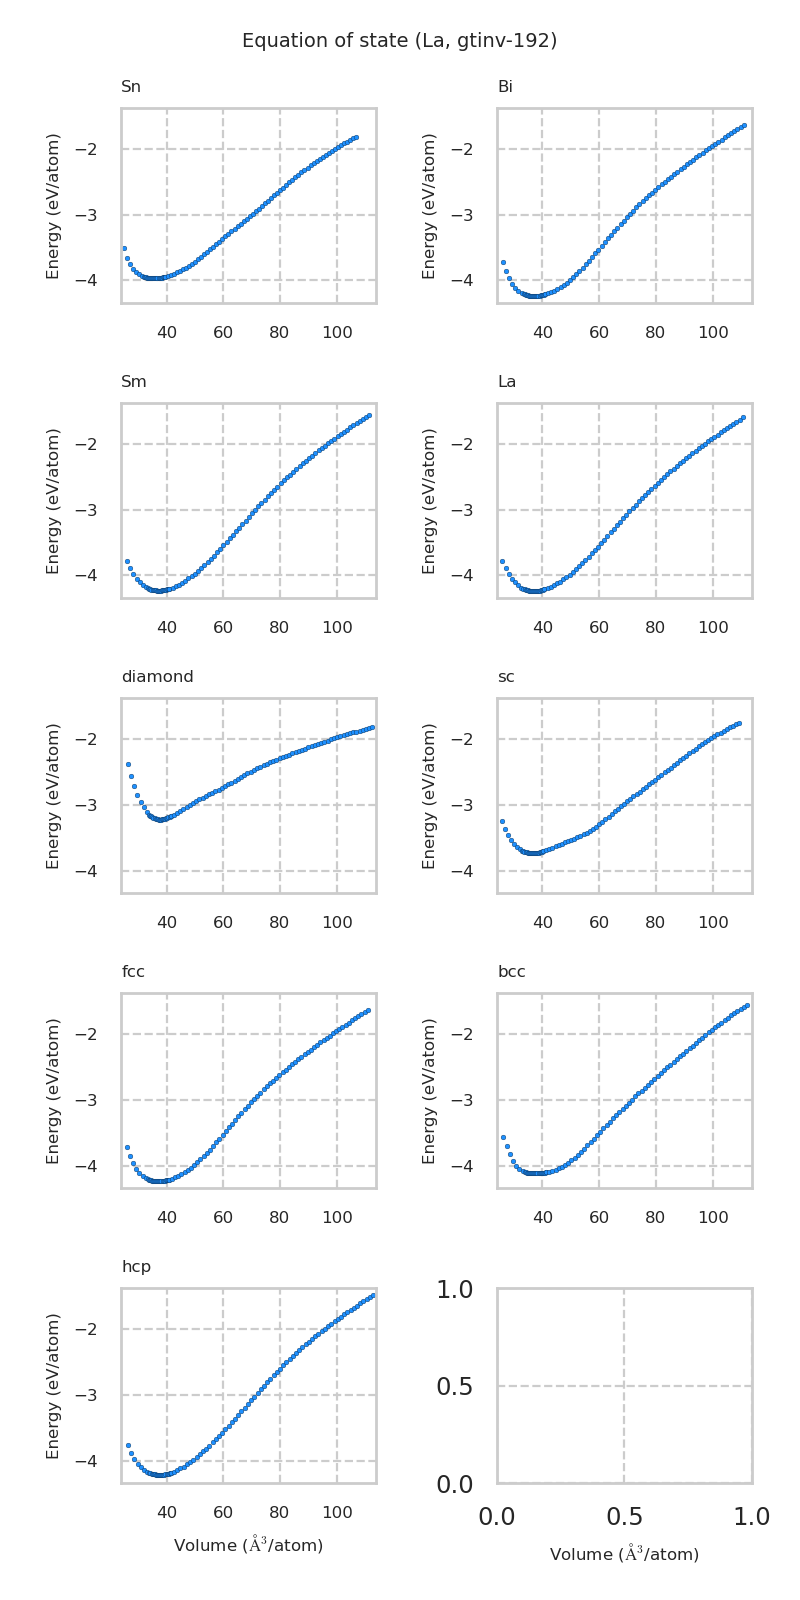 Equation of state (La, gtinv-192)
Sn
Energy (eV/atom)
−2
−3
−4
40 60 80 100
Bi
Energy (eV/atom)
−2
−3
−4
40 60 80 100
Sm
Energy (eV/atom)
−2
−3
−4
40 60 80 100
La
Energy (eV/atom)
−2
−3
−4
40 60 80 100
diamond
Energy (eV/atom)
−2
−3
−4
40 60 80 100
sc
Energy (eV/atom)
−2
−3
−4
40 60 80 100
fcc
Energy (eV/atom)
−2
−3
−4
40 60 80 100
bcc
Energy (eV/atom)
−2
−3
−4
40 60 80 100
hcp
Energy (eV/atom)
−2
−3
−4
40 60 80 100
Volume (Å³/atom)
1.0
0.5
0.0
0.0 0.5 1.0
Volume (Å³/atom)